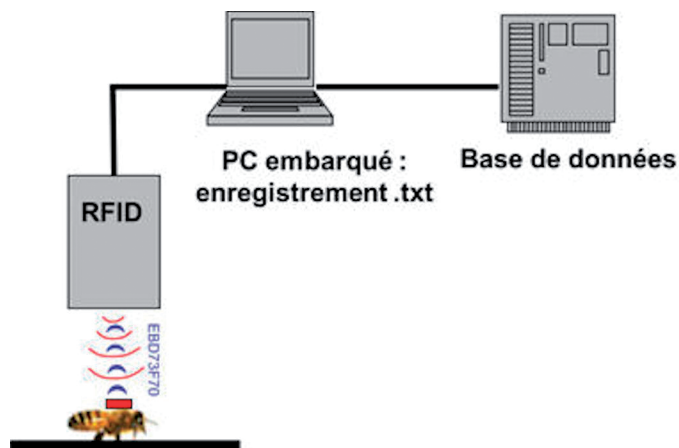 PC embarqué :
enregistrement .txt
Base de données
RFID
EBD73F70